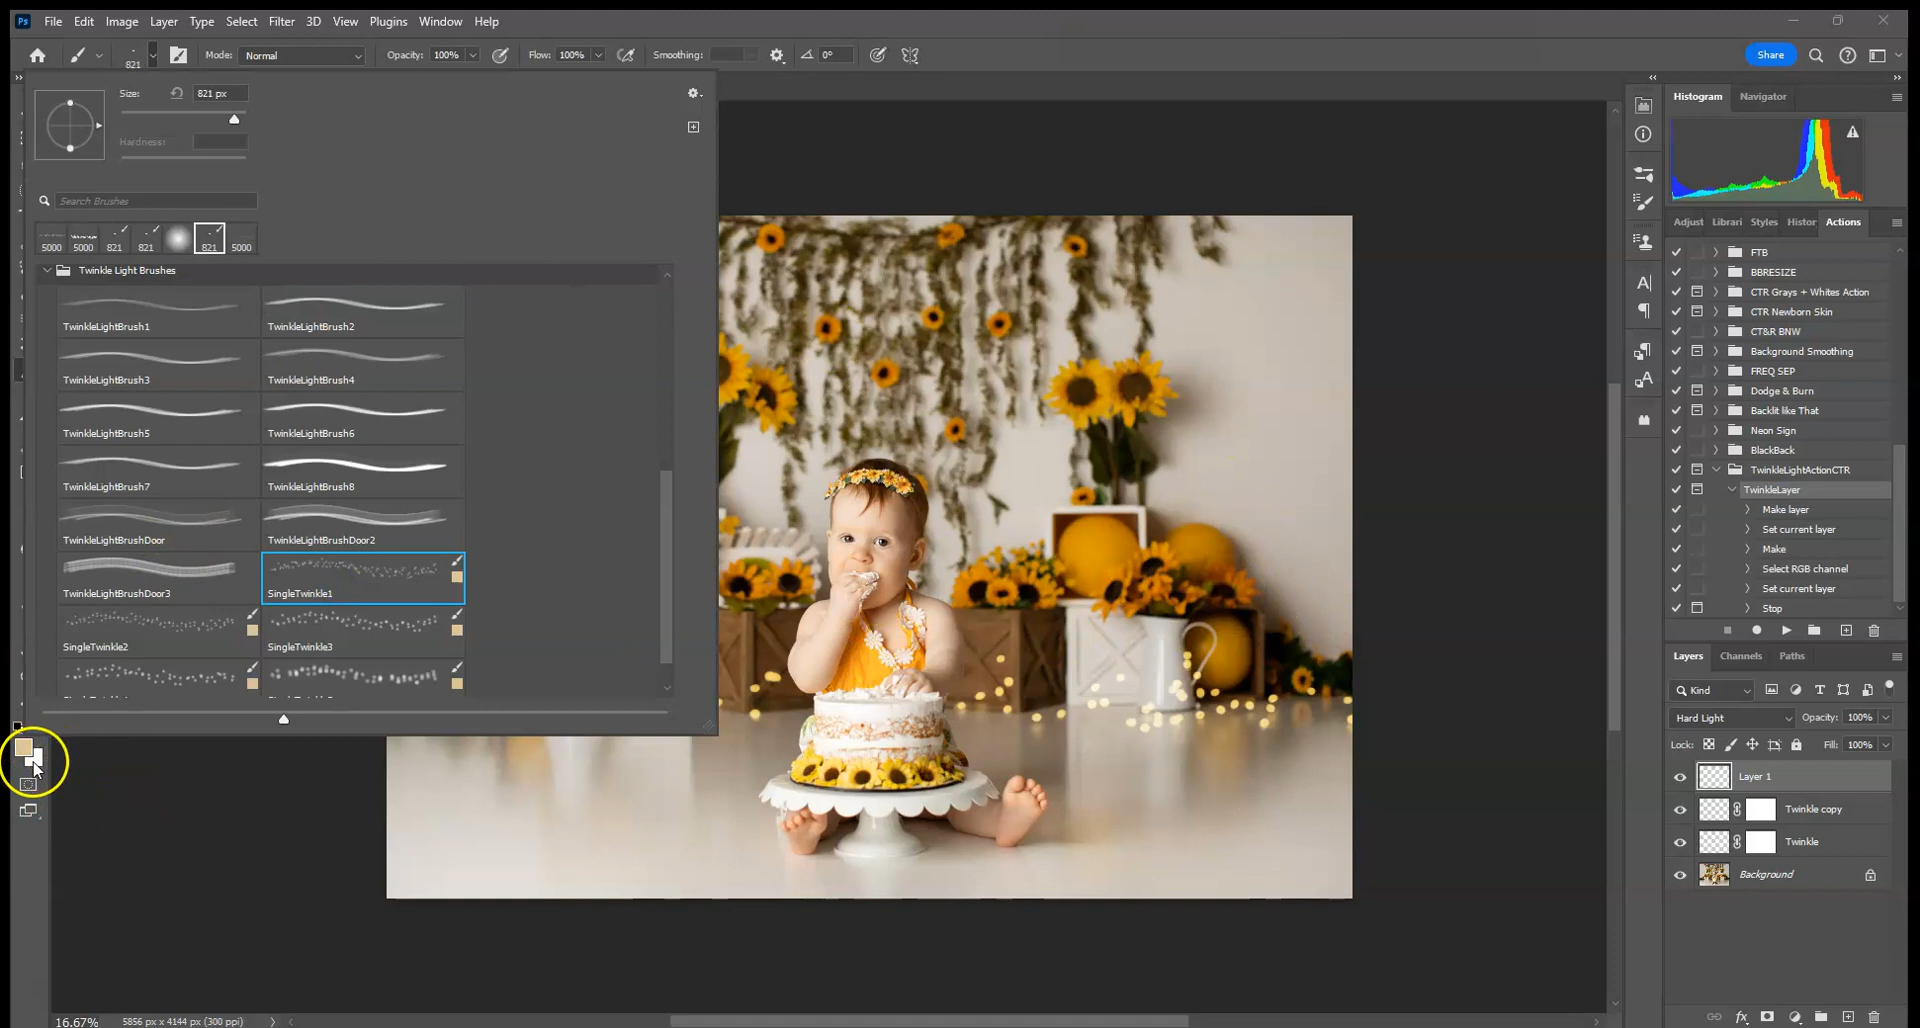 Ps File Edit Image Layer Type Select Filter 3D View Plugins Window Help
821 Mode: Normal Opacity: 100% Flow: 100% Smoothing: 0° Share
Size: 821 px
Hardness:
Search Brushes
5000 5000 821 821 821 5000
Twinkle Light Brushes
TwinkleLightBrush1 TwinkleLightBrush2
TwinkleLightBrush3 TwinkleLightBrush4
TwinkleLightBrush5 TwinkleLightBrush6
TwinkleLightBrush7 TwinkleLightBrush8
TwinkleLightBrushDoor TwinkleLightBrushDoor2
TwinkleLightBrushDoor3 SingleTwinkle1
SingleTwinkle2 SingleTwinkle3
Histogram Navigator
Adjust Librari Styles Histor Actions
FTB
BBRESIZE
CTR Grays + Whites Action
CTR Newborn Skin
CT&R BNW
Background Smoothing
FREQ SEP
Dodge & Burn
Backlit like That
Neon Sign
BlackBack
TwinkleLightActionCTR
TwinkleLayer
Make layer
Set current layer
Make
Select RGB channel
Set current layer
Stop
Layers Channels Paths
Kind
Hard Light Opacity: 100%
Lock: Fill: 100%
Layer 1
Twinkle copy
Twinkle
Background
16.67% 5856 px x 4144 px (300 ppi)